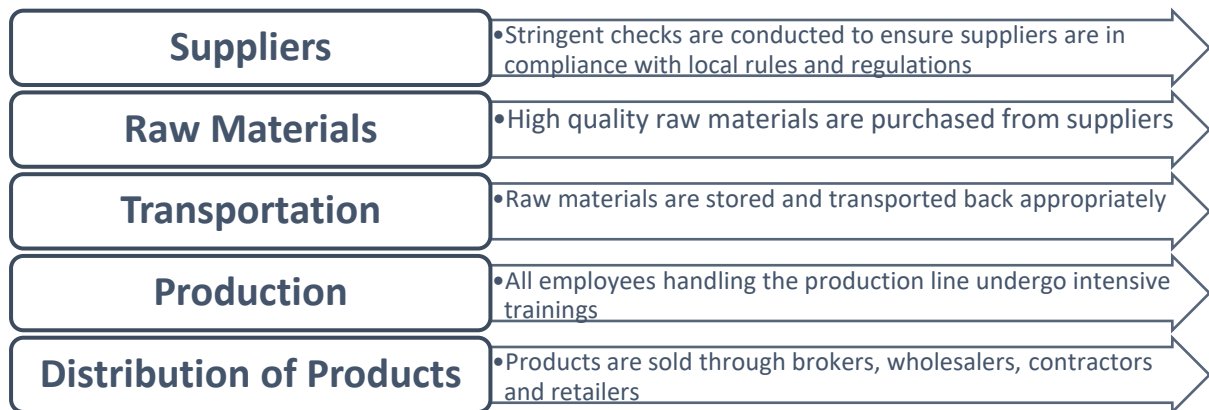 Suppliers
•Stringent checks are conducted to ensure suppliers are in
compliance with local rules and regulations
Raw Materials
•High quality raw materials are purchased from suppliers
Transportation
•Raw materials are stored and transported back appropriately
Production
•All employees handling the production line undergo intensive
trainings
Distribution of Products
•Products are sold through brokers, wholesalers, contractors
and retailers